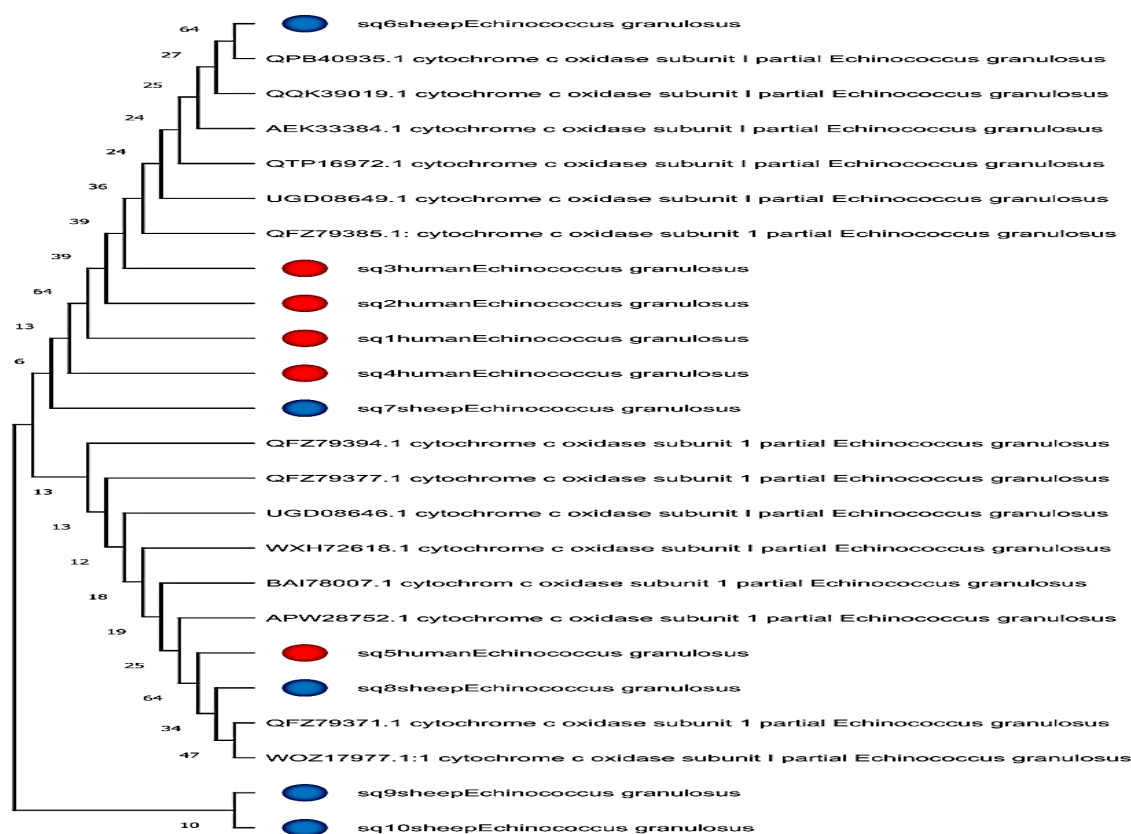 64
sq6sheepEchinococcus granulosus
27
QPB40935.1 cytochrome c oxidase subunit I partial Echinococcus granulosus
25
QQK39019.1 cytochrome c oxidase subunit I partial Echinococcus granulosus
24
AEK33384.1 cytochrome c oxidase subunit I partial Echinococcus granulosus
24
QTP16972.1 cytochrome c oxidase subunit I partial Echinococcus granulosus
36
UGD08649.1 cytochrome c oxidase subunit I partial Echinococcus granulosus
39
QFZ79385.1: cytochrome c oxidase subunit 1 partial Echinococcus granulosus
39
sq3humanEchinococcus granulosus
64
sq2humanEchinococcus granulosus
13
sq1humanEchinococcus granulosus
6
sq4humanEchinococcus granulosus
sq7sheepEchinococcus granulosus
QFZ79394.1 cytochrome c oxidase subunit 1 partial Echinococcus granulosus
13
QFZ79377.1 cytochrome c oxidase subunit 1 partial Echinococcus granulosus
13
UGD08646.1 cytochrome c oxidase subunit I partial Echinococcus granulosus
12
WXH72618.1 cytochrome c oxidase subunit I partial Echinococcus granulosus
18
BAI78007.1 cytochrom c oxidase subunit 1 partial Echinococcus granulosus
19
APW28752.1 cytochrome c oxidase subunit 1 partial Echinococcus granulosus
25
sq5humanEchinococcus granulosus
64
sq8sheepEchinococcus granulosus
34
QFZ79371.1 cytochrome c oxidase subunit 1 partial Echinococcus granulosus
47
WOZ17977.1:1 cytochrome c oxidase subunit I partial Echinococcus granulosus
sq9sheepEchinococcus granulosus
10
sq10sheepEchinococcus granulosus